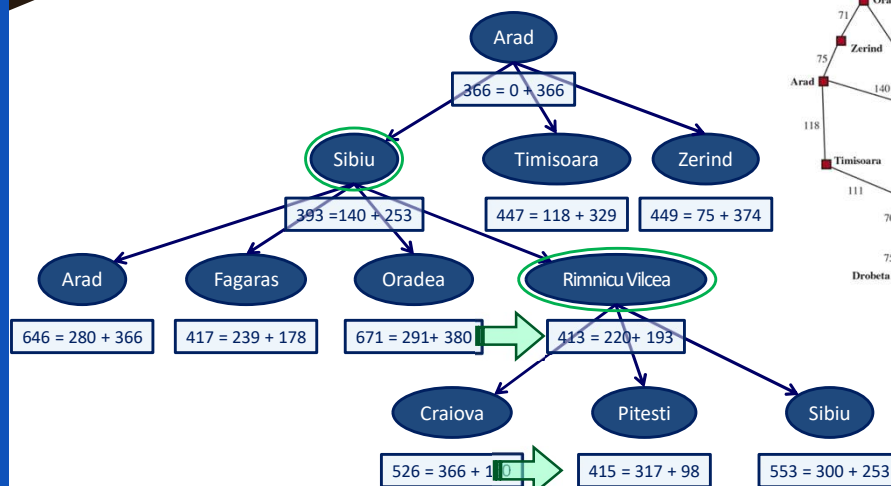 Arad
366 = 0 + 366
Sibiu
Timisoara
Zerind
393 =140 + 253
447 = 118 + 329
449 = 75 + 374
Arad
Fagaras
Oradea
Rimnicu Vilcea
646 = 280 + 366
417 = 239 + 178
671 = 291+ 380
413 = 220+ 193
Craiova
Pitesti
Sibiu
526 = 366 +
415 = 317 + 98
553 = 300 + 253
71
Zerind
75
Arad
140
118
Timisoara
111
Drobeta